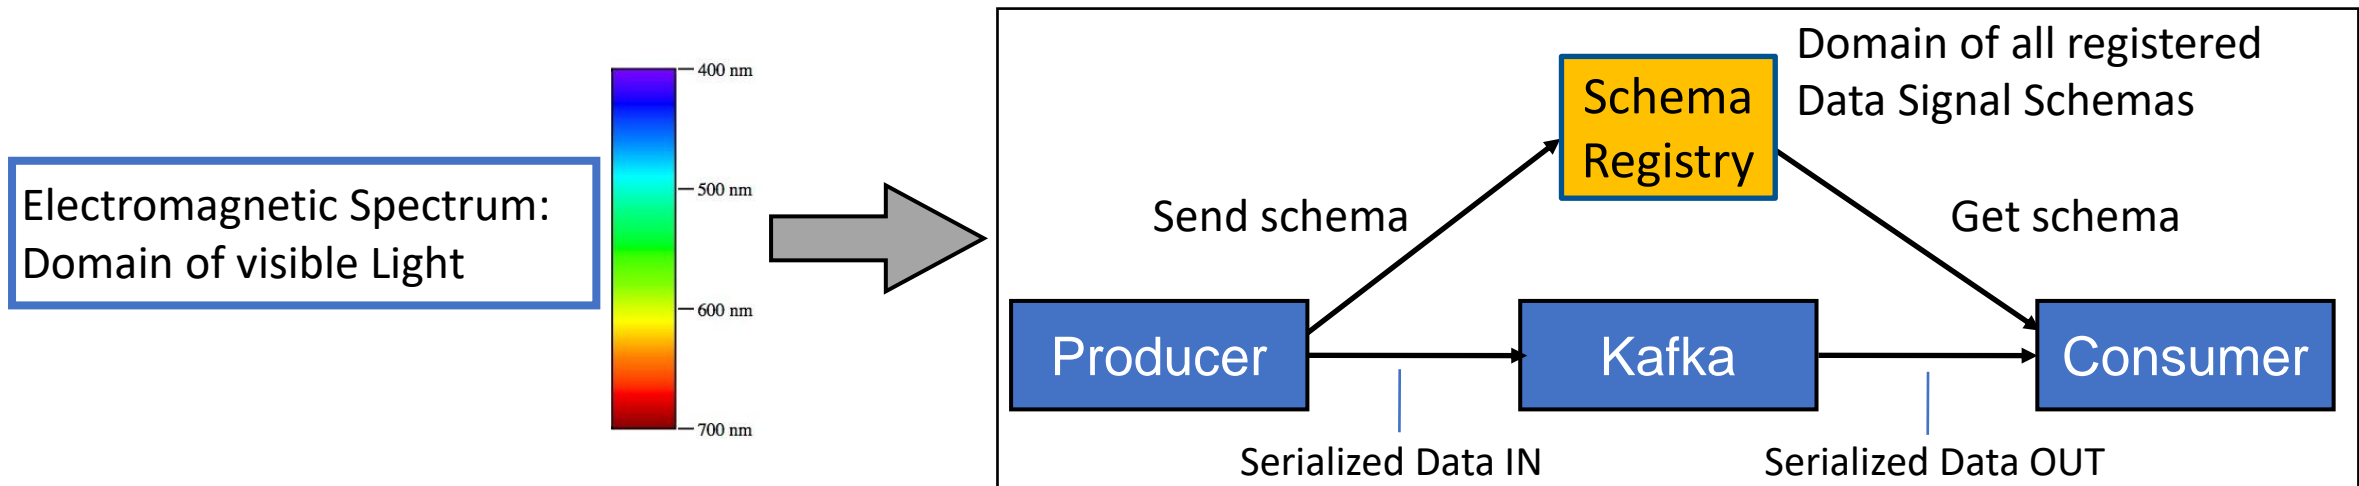 Electromagnetic Spectrum:
Domain of visible Light
400 nm
500 nm
600 nm
700 nm
Domain of all registered
Data Signal Schemas
Schema
Registry
Send schema
Get schema
Producer
Kafka
Consumer
Serialized Data IN
Serialized Data OUT